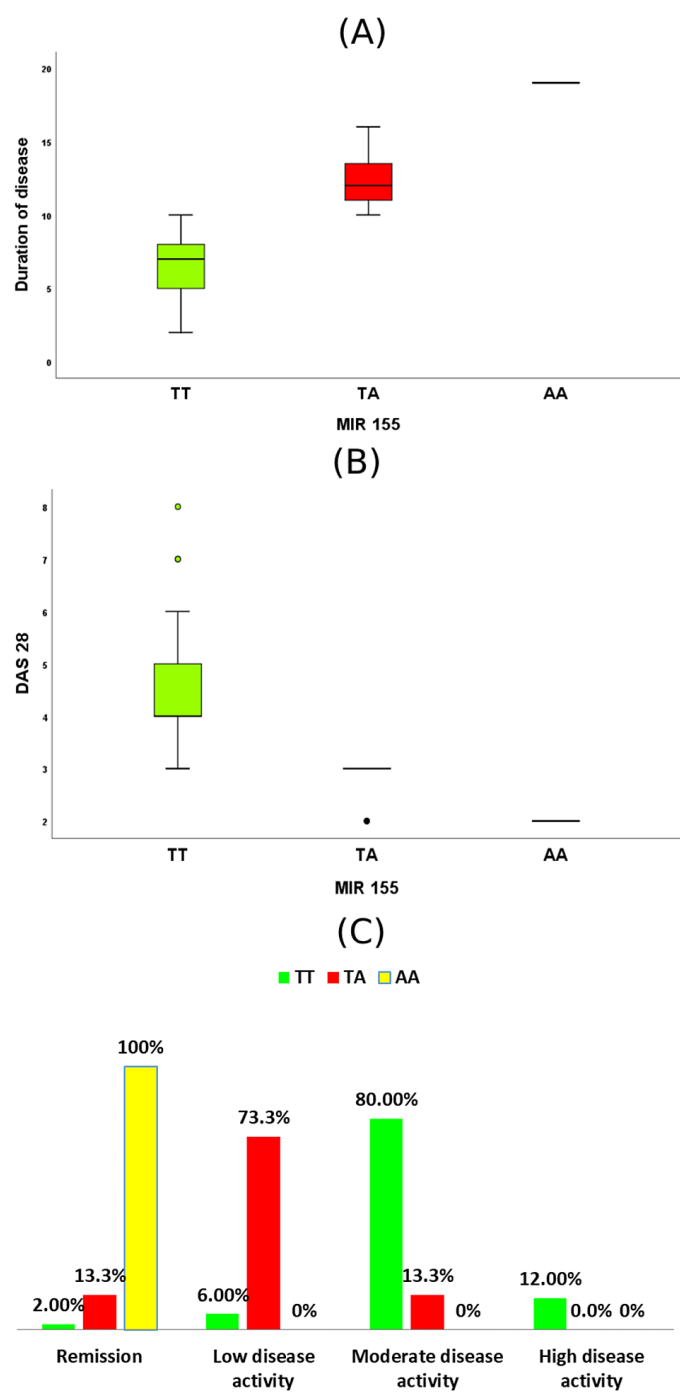 (A)
Duration of disease
20
15
10
5
0
TT TA AA
MIR 155
(B)
DAS 28
8
7
6
5
4
3
2
TT TA AA
MIR 155
(C)
TT TA AA
100%
80.00%
73.3%
13.3% 13.3% 12.00%
2.00% 6.00% 0% 0% 0.0% 0%
Remission Low disease Moderate disease High disease
activity activity activity